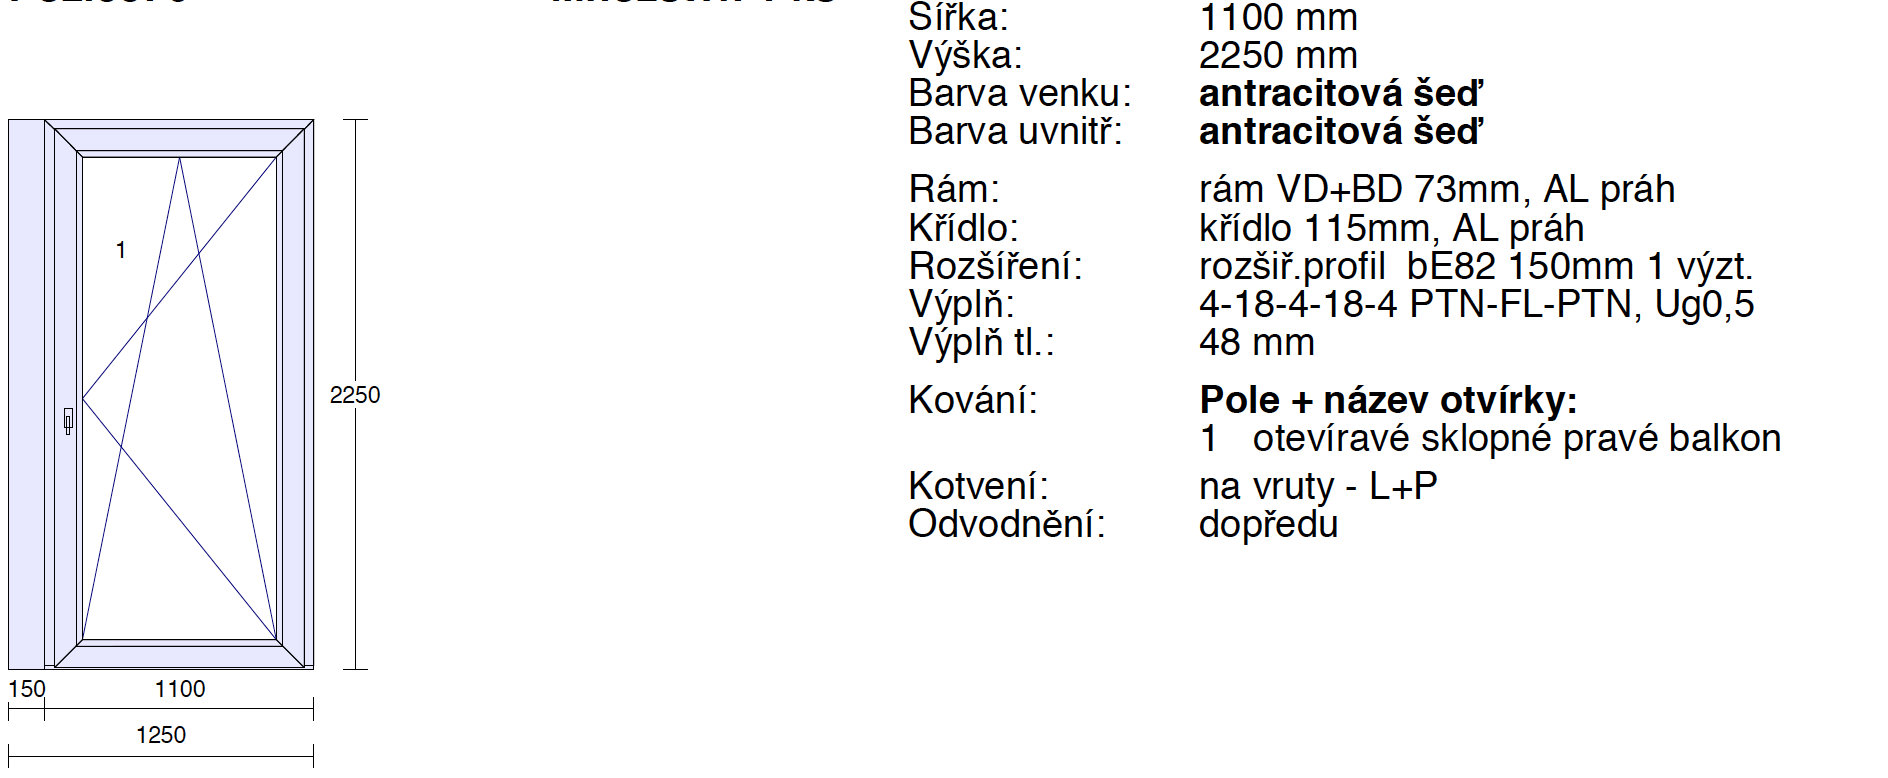 Šířka: 1100 mm
Výška: 2250 mm
Barva venku: antracitová šeď
Barva uvnitř: antracitová šeď
Rám: rám VD+BD 73mm, AL práh
Křídlo: křídlo 115mm, AL práh
Rozšíření: rozšiř.profil bE82 150mm 1 výzt.
Výplň: 4-18-4-18-4 PTN-FL-PTN, Ug0,5
Výplň tl.: 48 mm
Kování: Pole + název otvírky:
1 otevíravé sklopné pravé balkon
Kotvení: na vruty - L+P
Odvodnění: dopředu
1
2250
150 1100
1250